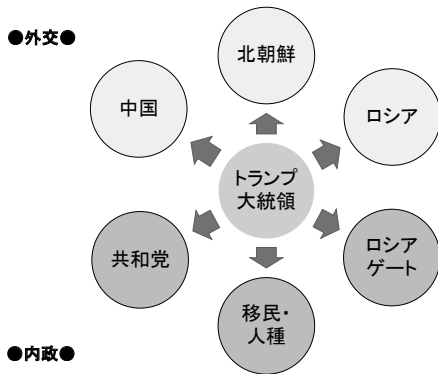 ●外交●
北朝鮮
中国
ロシア
トランプ
大統領
共和党
ロシア
ゲート
移民・
人種
●内政●